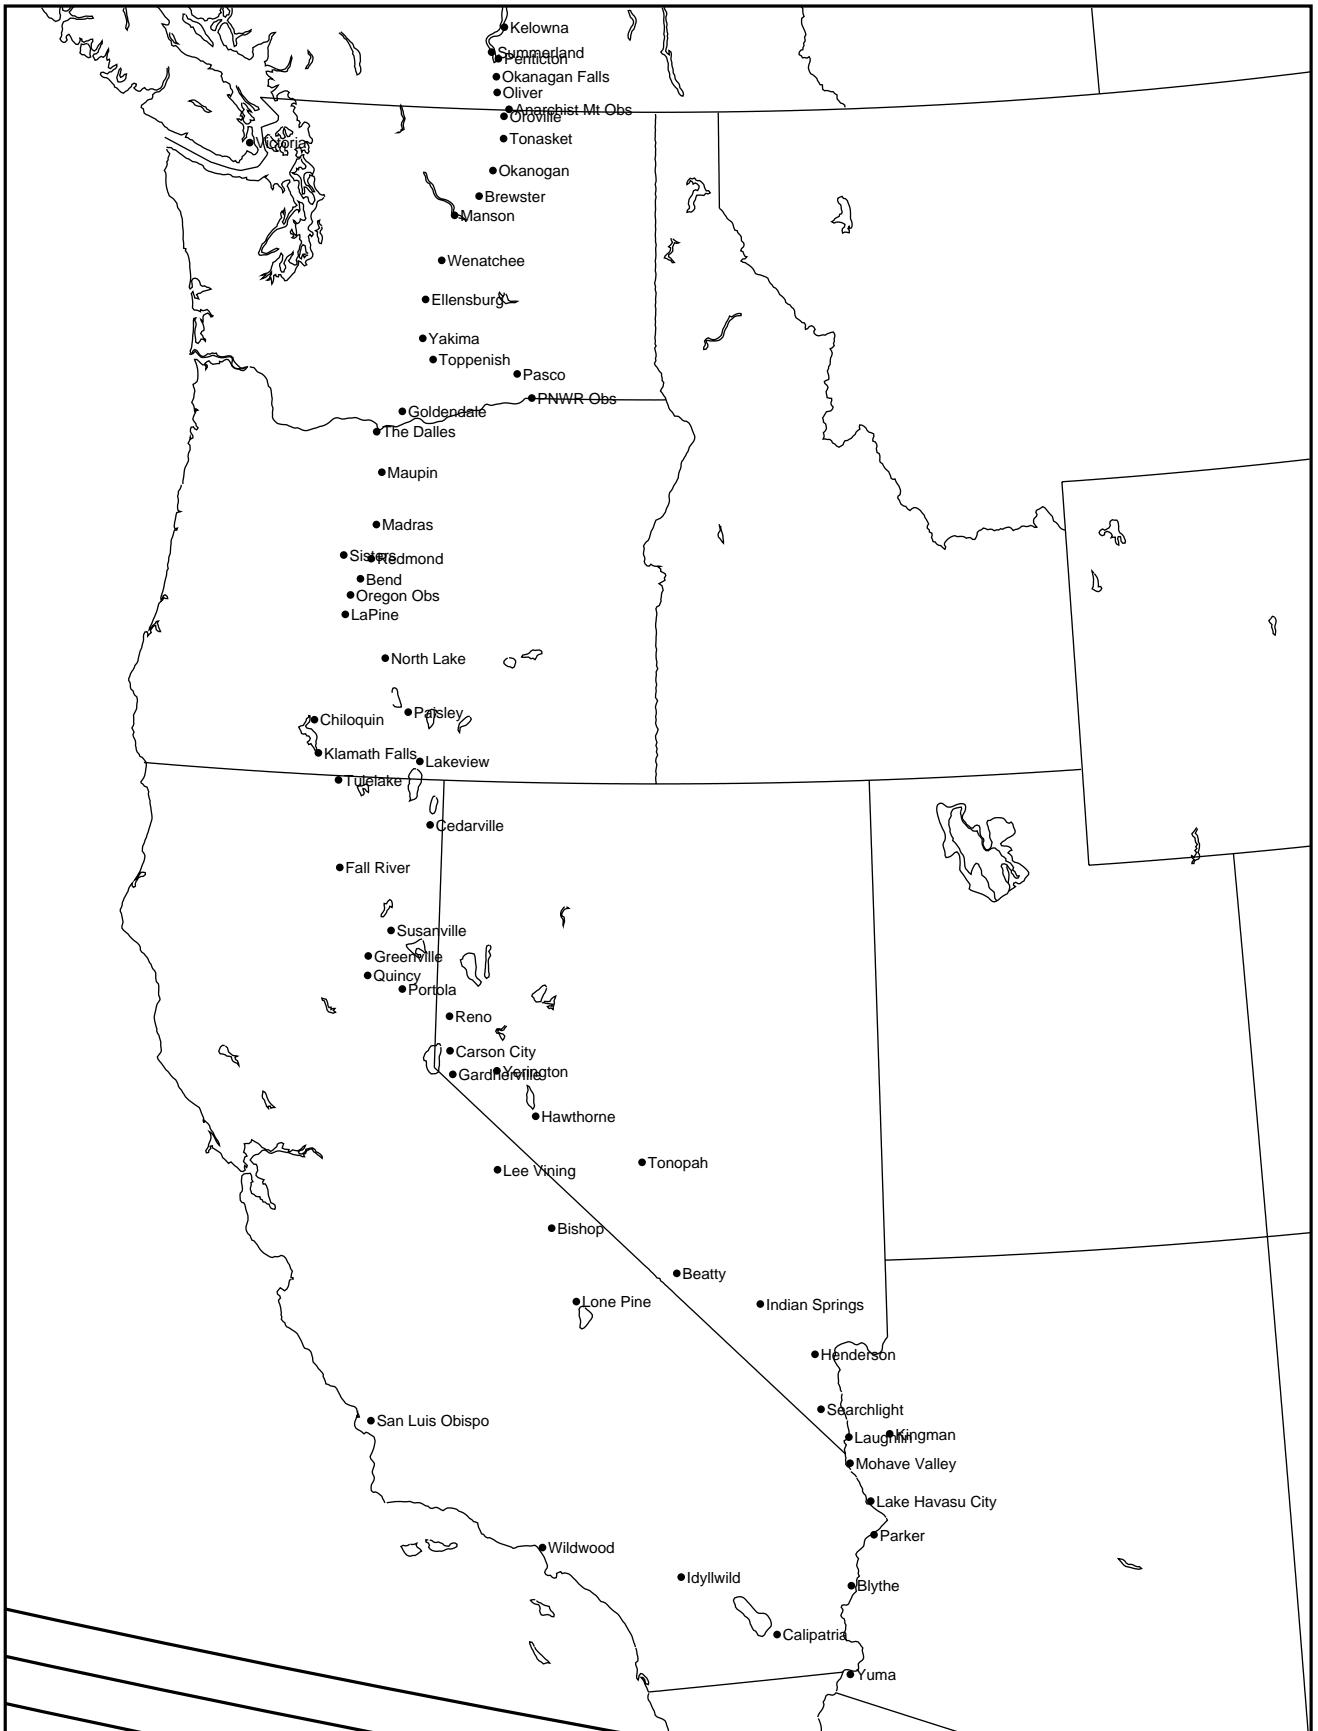 Kelowna
Summerland
Penticton
Okanagan Falls
Oliver
Anarchist Mt Obs
Oroville
Tonasket
Victoria
Okanogan
Brewster
Manson
Wenatchee
Ellensburg
Yakima
Toppenish
Pasco
PNWR Obs
Goldendale
The Dalles
Maupin
Madras
Sisters
Redmond
Bend
Oregon Obs
LaPine
North Lake
Paisley
Chiloquin
Klamath Falls
Lakeview
Tulelake
Cedarville
Fall River
Susanville
Greenville
Quincy
Portola
Reno
Carson City
Yerington
Gardnerville
Hawthorne
Tonopah
Lee Vining
Bishop
Beatty
Lone Pine
Indian Springs
Henderson
Searchlight
San Luis Obispo
Kingman
Laughlin
Mohave Valley
Lake Havasu City
Parker
Wildwood
Idyllwild
Blythe
Calipatria
Yuma